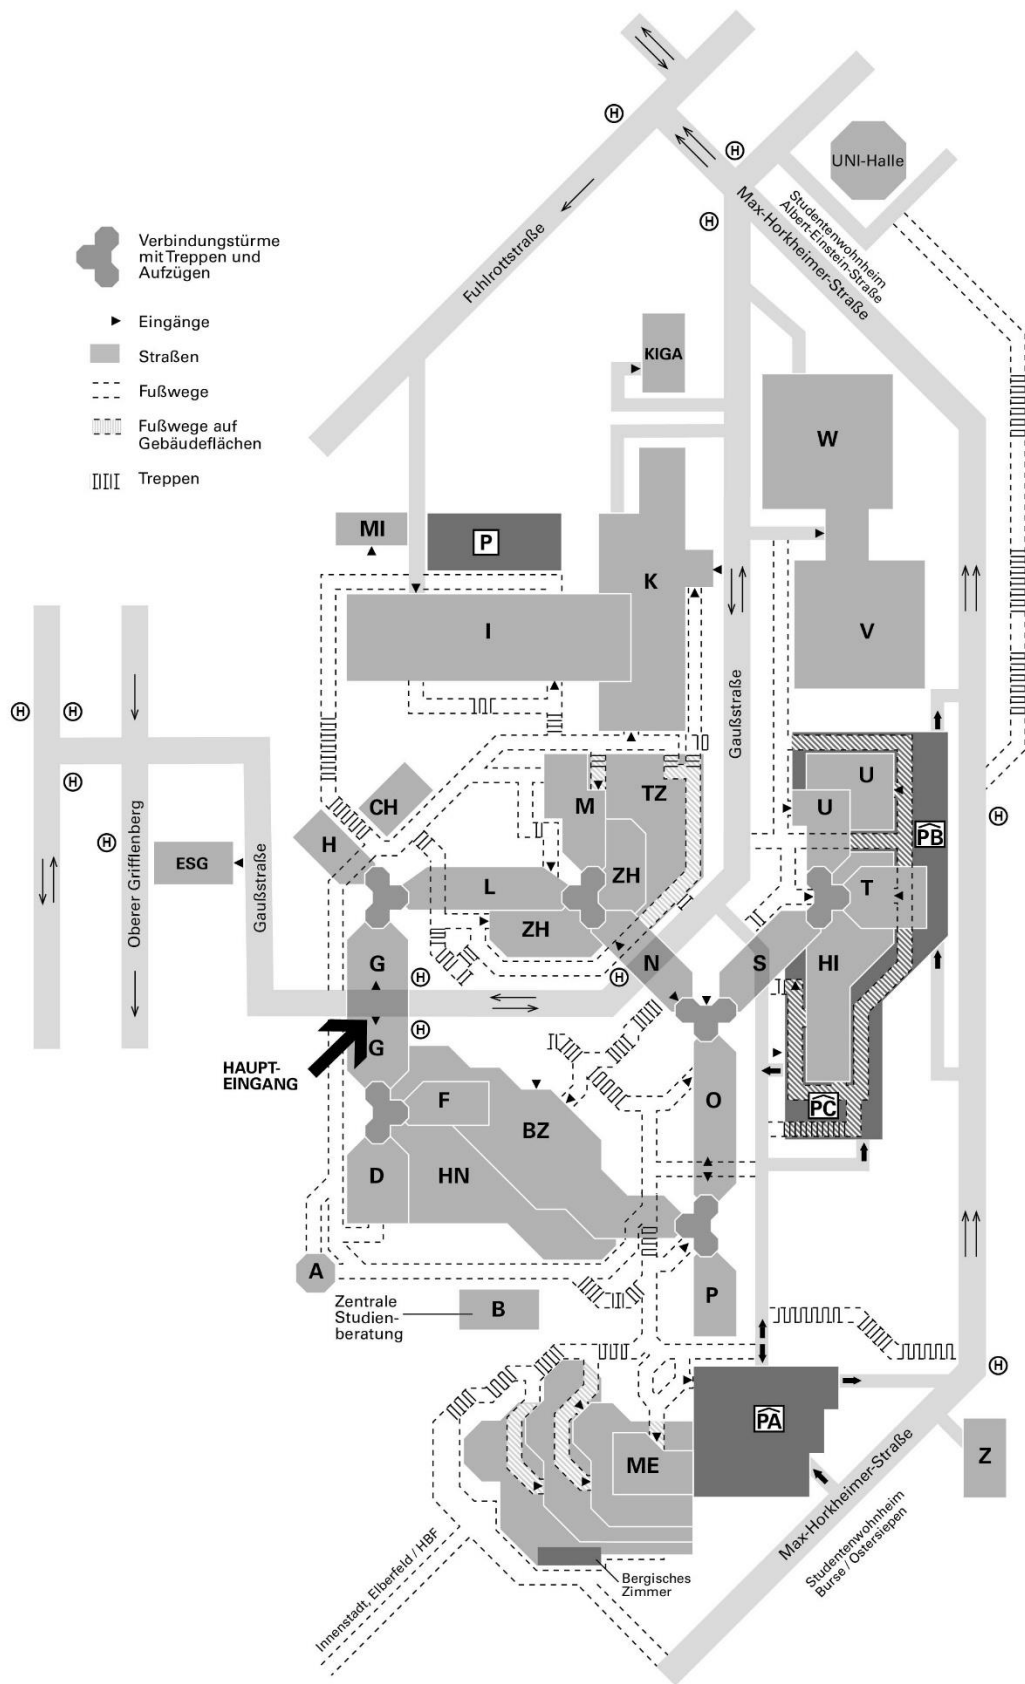 H
H
UNI-Halle
H
Studentenwohnheim
Albert-Einstein-Straße
Max-Horkheimer-Straße
Fuhlrottstraße
Verbindungstürme
mit Treppen und
Aufzügen
Eingänge
Straßen
Fußwege
Fußwege auf
Gebäudeflächen
Treppen
KIGA
W
MI
P
K
I
V
H
H
H
H
Gaußstraße
Oberer Grifflenberg
Gaußstraße
ESG
CH
H
M
TZ
U
U
PB
H
L
ZH
ZH
T
G
N
S
HI
H
H
H
G
HAUPT-
EINGANG
F
BZ
O
PC
D
HN
A
Zentrale
Studien-
beratung
B
P
H
PA
ME
Z
Max-Horkheimer-Straße
Studentenwohnheim
Burse / Ostersiepen
Bergisches
Zimmer
Innenstadt, Elberfeld / HBF